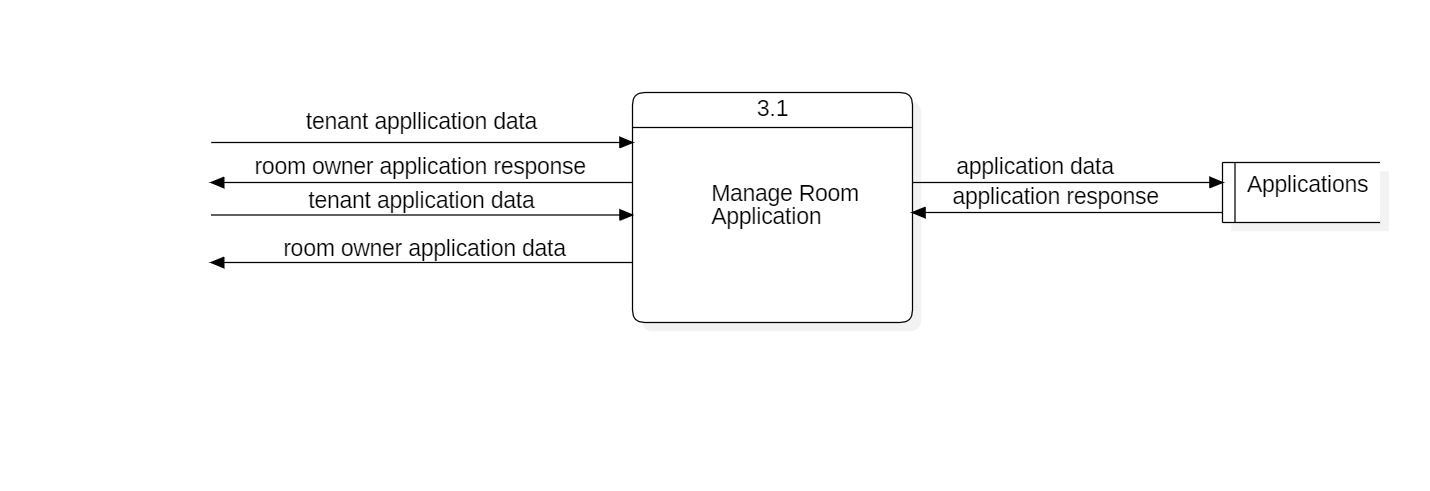 3.1
tenant appllication data
room owner application response
tenant application data
room owner application data
Manage Room
Application
application data
application response
Applications